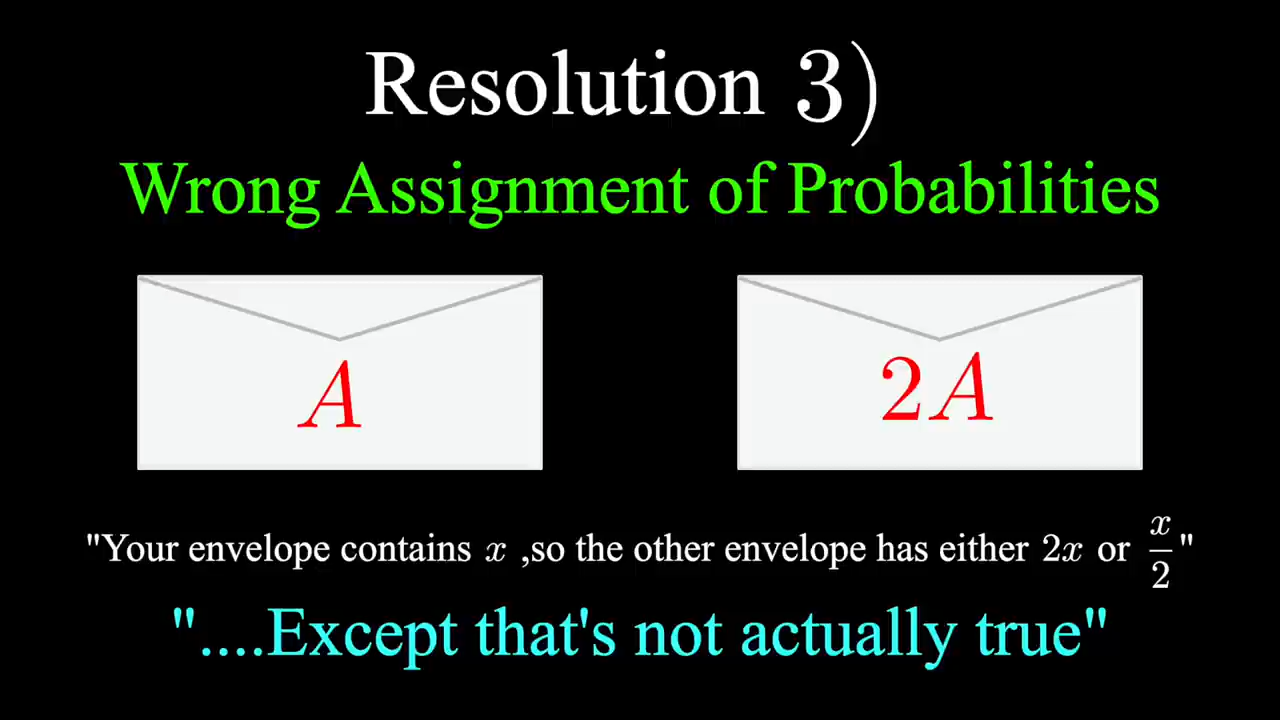 Resolution 3)
Wrong Assignment of Probabilities
A 2A
"Your envelope contains x ,so the other envelope has either 2x or x/2"
"....Except that's not actually true"